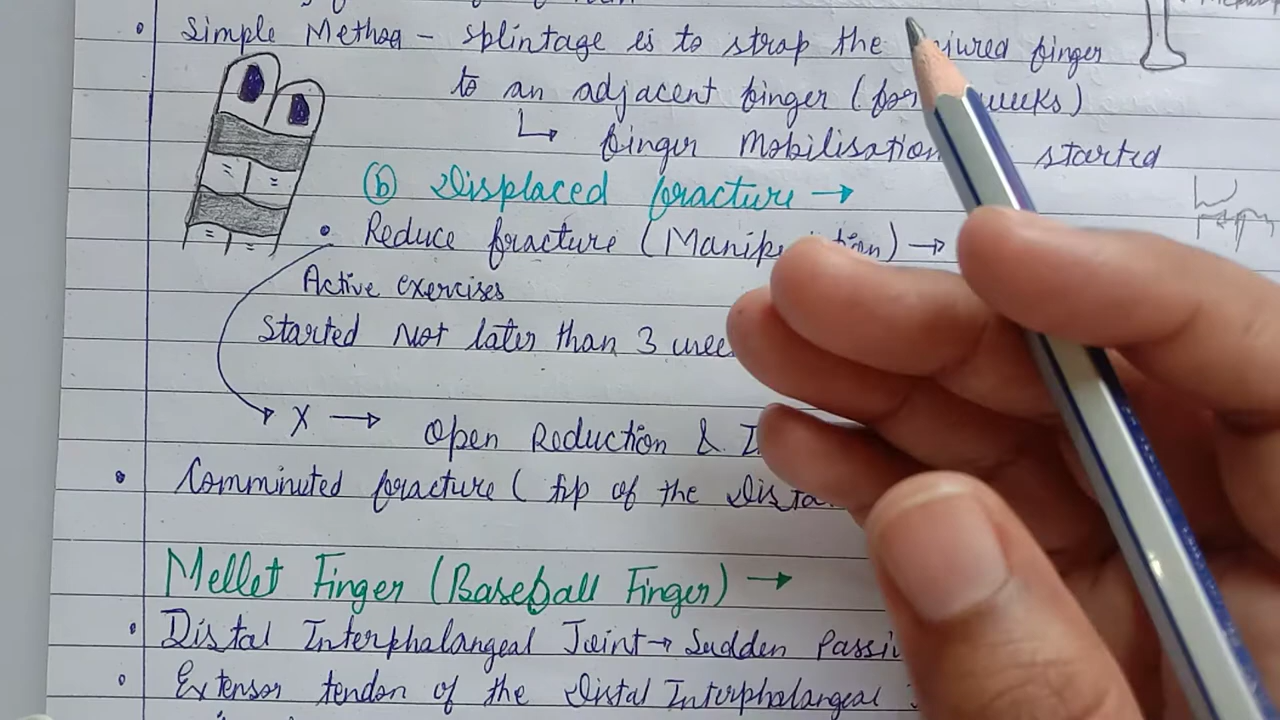 Simple Method - splintage is to strap the finger
to an adjacent finger (for weeks)
↳ finger Mobilisation started
(b) Displaced fracture →
• Reduce fracture (Manip tion) →
Active exercises
started Not later than 3
X → Open Reduction &
• Comminuted fracture ( tip of the
Mellet Finger (Baseball Finger) →
• Distal Interphalangeal Joint → Sudden
• Extensor tendon of the Distal Interphalangeal